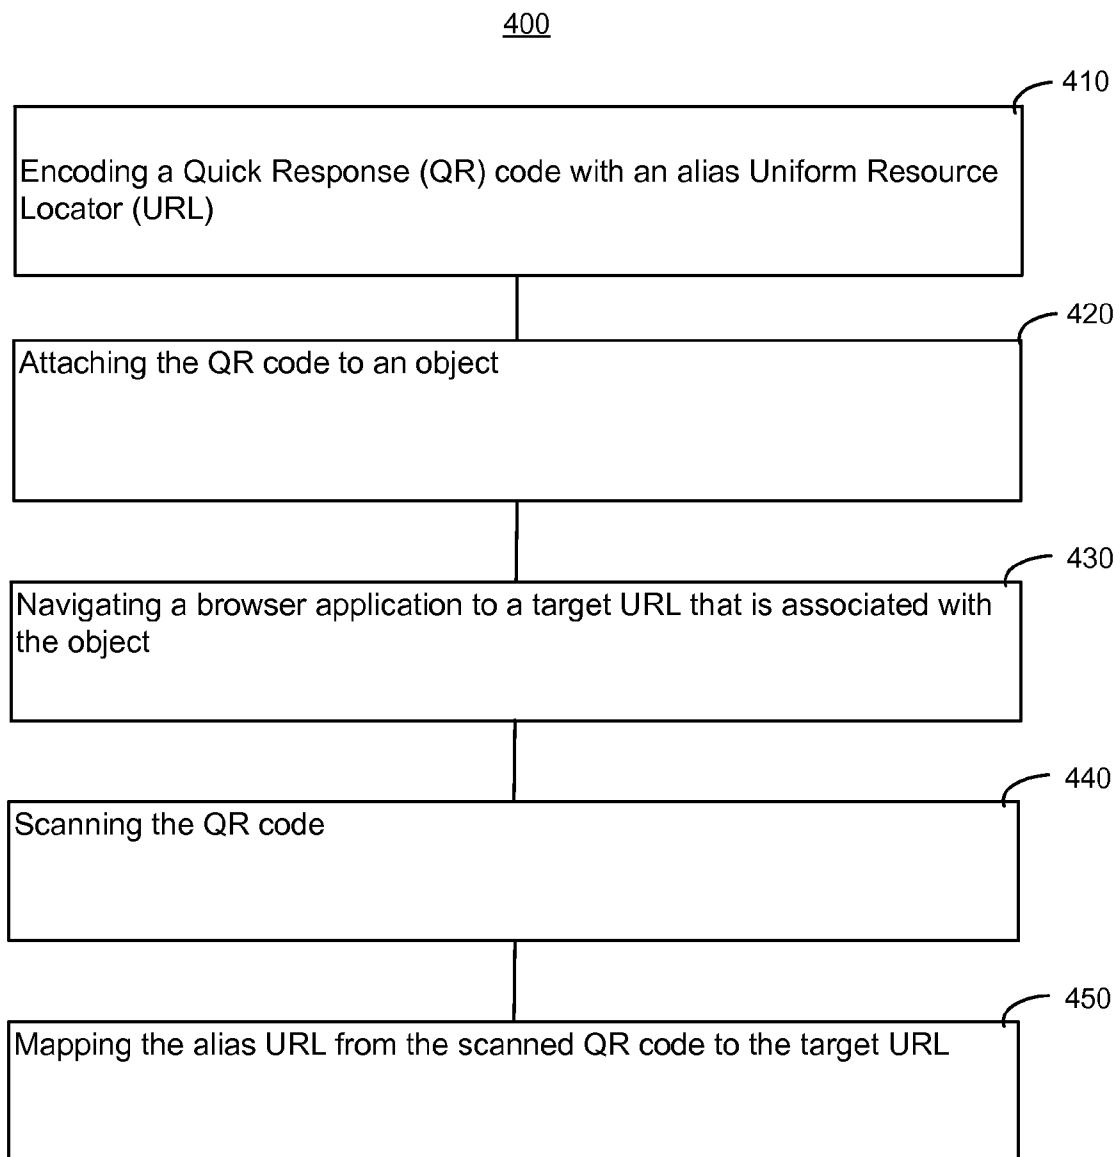 400
410
Encoding a Quick Response (QR) code with an alias Uniform Resource
Locator (URL)
420
Attaching the QR code to an object
430
Navigating a browser application to a target URL that is associated with
the object
440
Scanning the QR code
450
Mapping the alias URL from the scanned QR code to the target URL